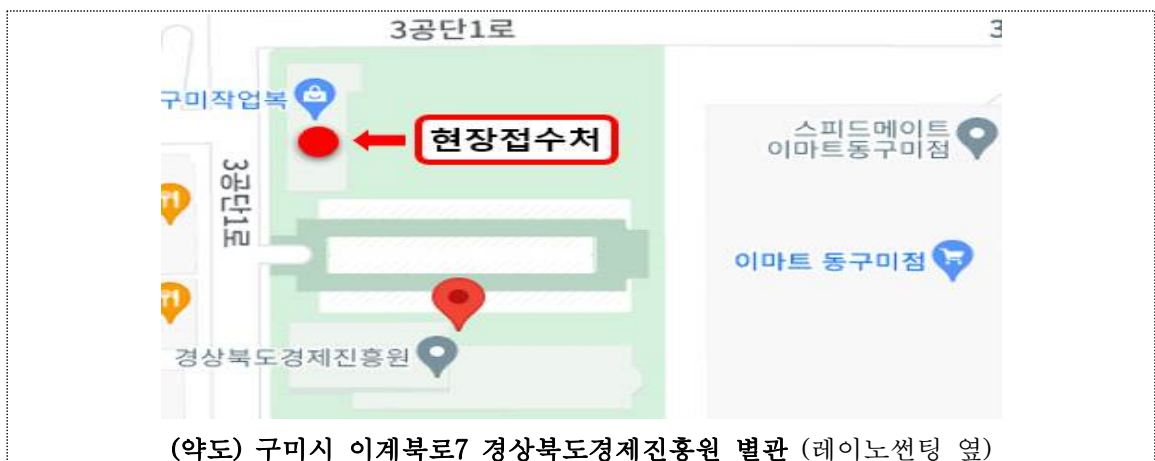 3공단1로
3
구미작업복
현장접수처
스피드메이트
이마트동구미점
3공단1로
이마트 동구미점
경상북도경제진흥원
(약도) 구미시 이계북로7 경상북도경제진흥원 별관 (레이노썬팅 옆)